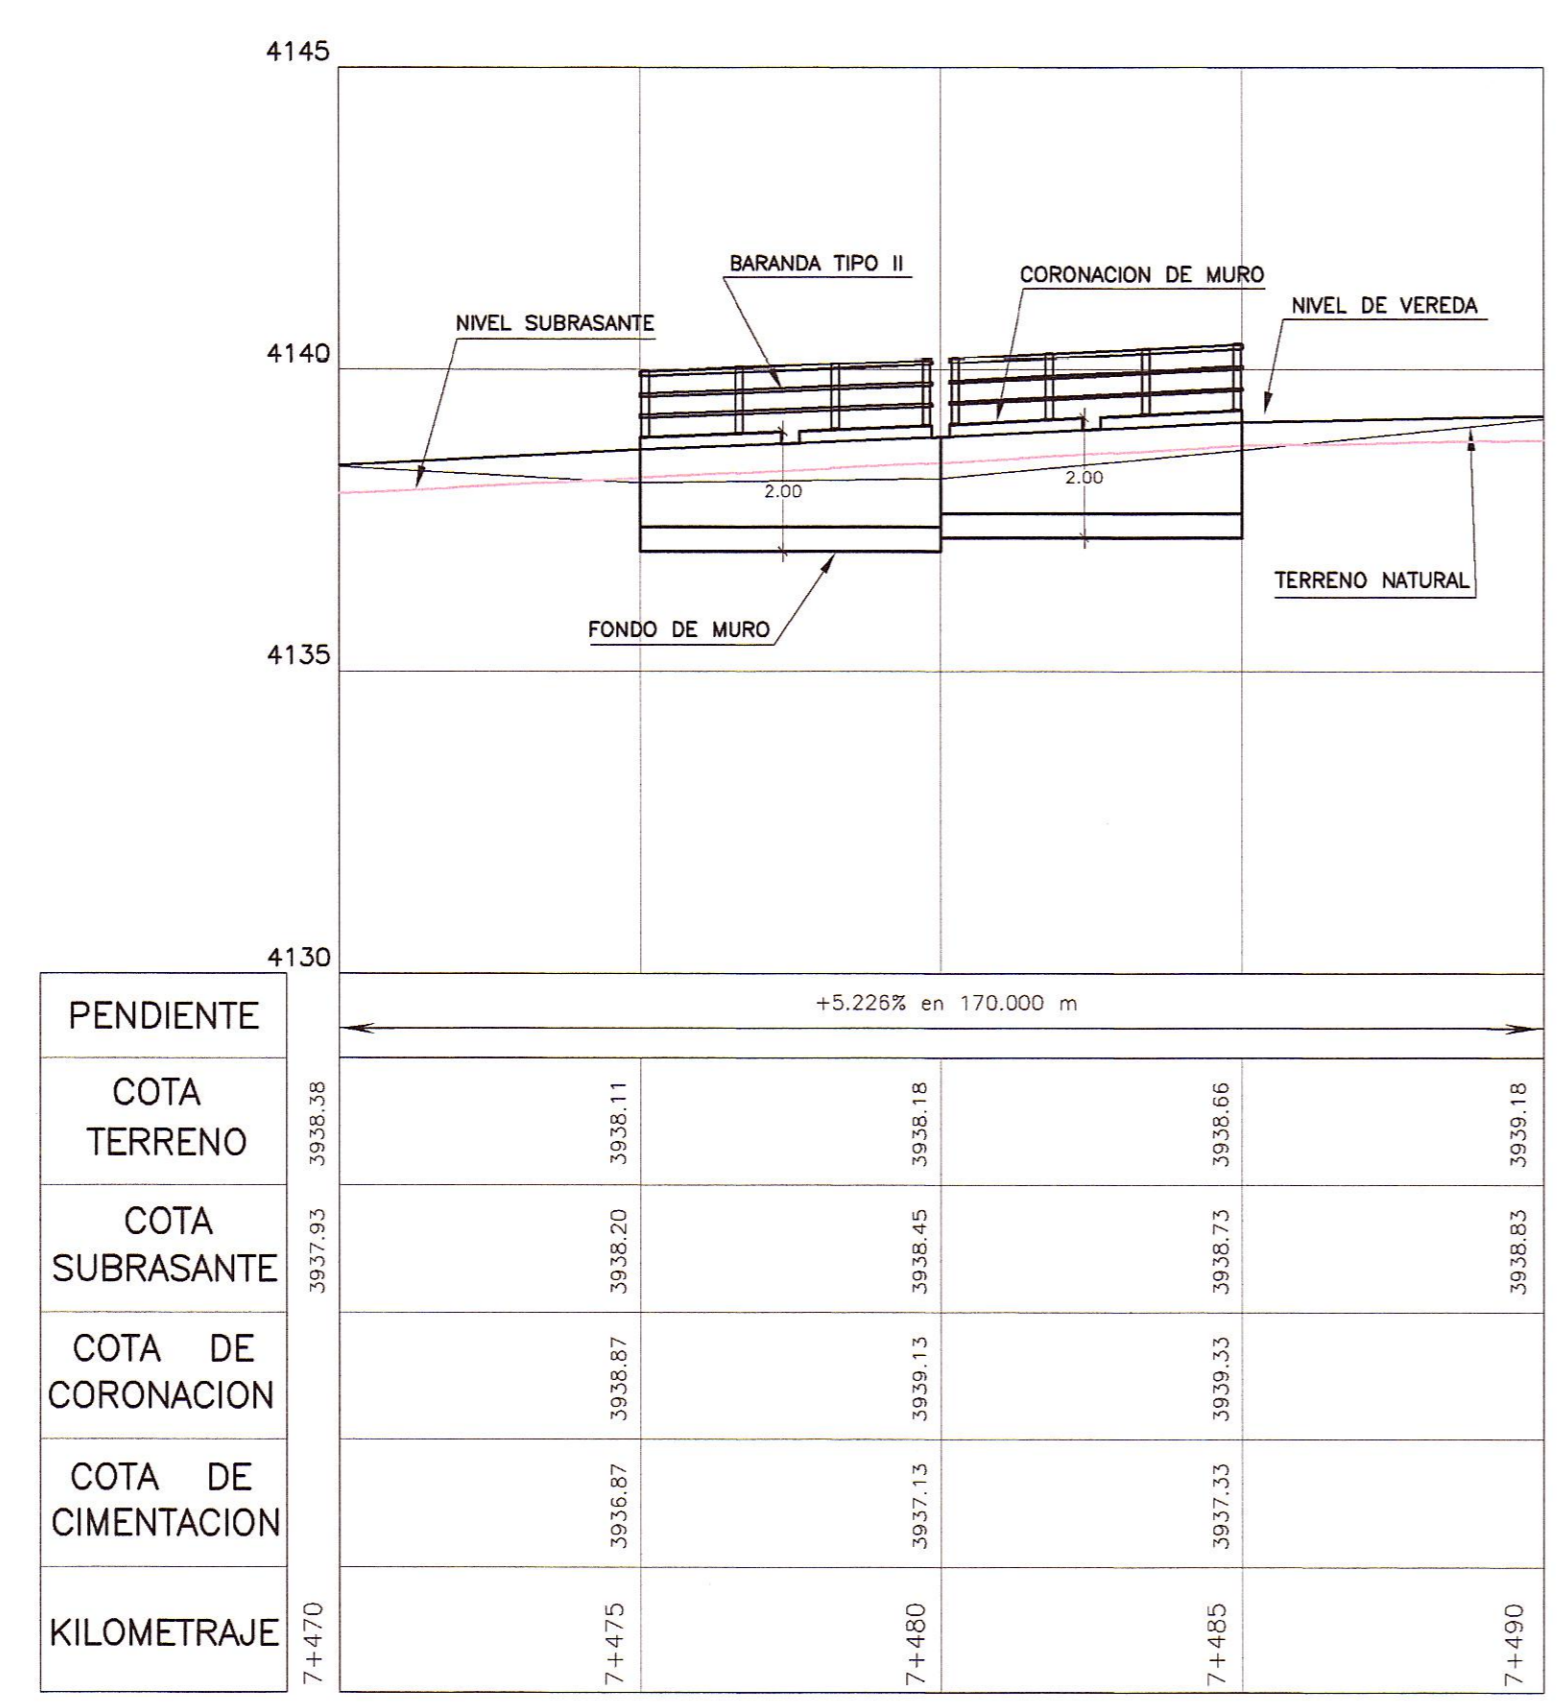 4145
BARANDA TIPO II
CORONACION DE MURO
NIVEL DE VEREDA
NIVEL SUBRASANTE
4140
2.00
2.00
TERRENO NATURAL
FONDO DE MURO
4135
4130
PENDIENTE
+5.226% en 170.000 m
COTA
TERRENO
3938.38
3938.11
3938.18
3938.66
3939.18
COTA
SUBRASANTE
3937.93
3938.20
3938.45
3938.73
3938.83
COTA DE
CORONACION
3938.87
3939.13
3939.33
COTA DE
CIMENTACION
3936.87
3937.13
3937.33
KILOMETRAJE
7+470
7+475
7+480
7+485
7+490